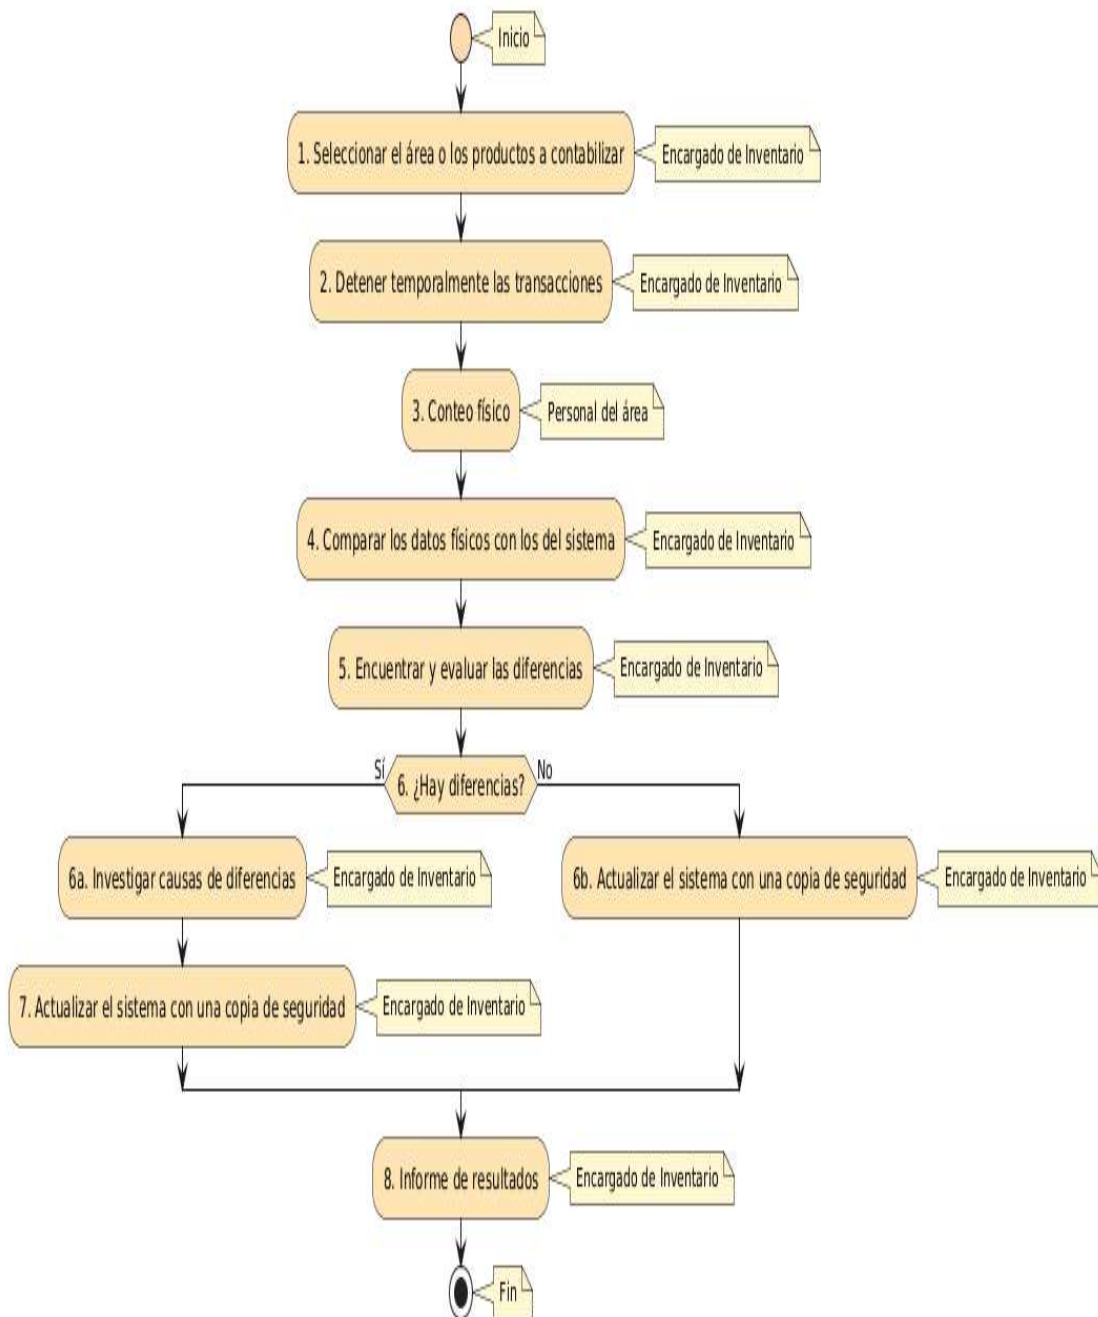 Inicio
1. Seleccionar el área o los productos a contabilizar
Encargado de Inventario
2. Detener temporalmente las transacciones
Encargado de Inventario
3. Conteo físico
Personal del área
4. Comparar los datos físicos con los del sistema
Encargado de Inventario
5. Encuentrar y evaluar las diferencias
Encargado de Inventario
Sí
6. ¿Hay diferencias?
No
6a. Investigar causas de diferencias
Encargado de Inventario
6b. Actualizar el sistema con una copia de seguridad
Encargado de Inventario
7. Actualizar el sistema con una copia de seguridad
Encargado de Inventario
8. Informe de resultados
Encargado de Inventario
Fin